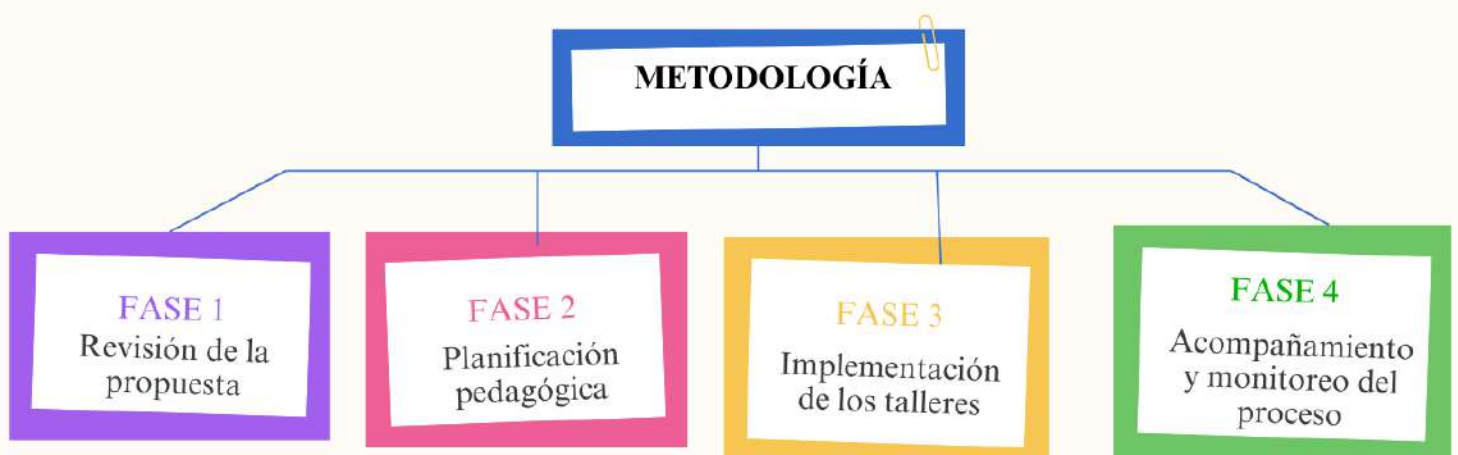 METODOLOGÍA
FASE 1
Revisión de la
propuesta
FASE 2
Planificación
pedagógica
FASE 3
Implementación
de los talleres
FASE 4
Acompañamiento
y monitoreo del
proceso